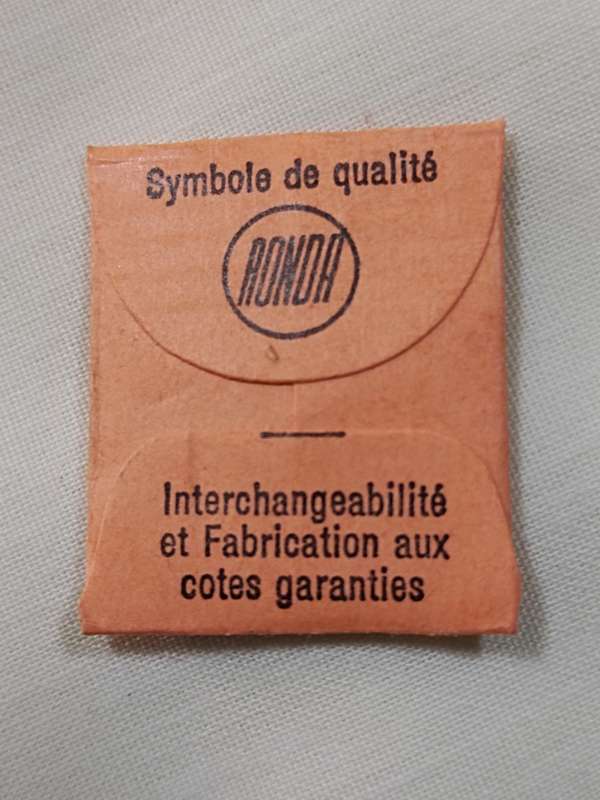 Symbole de qualité
RONDA
Interchangeabilité
et Fabrication aux
cotes garanties